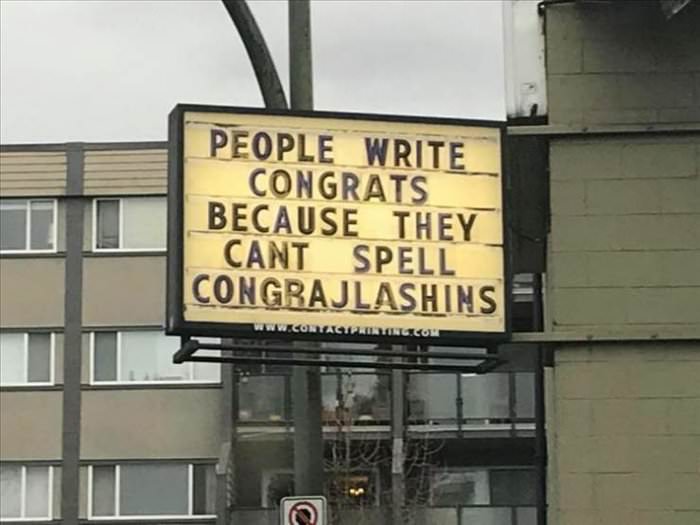 PEOPLE WRITE
CONGRATS
BECAUSE THEY
CANT SPELL
CONGRAJLASHINS
WWW.CONTACTPRINTING.COM